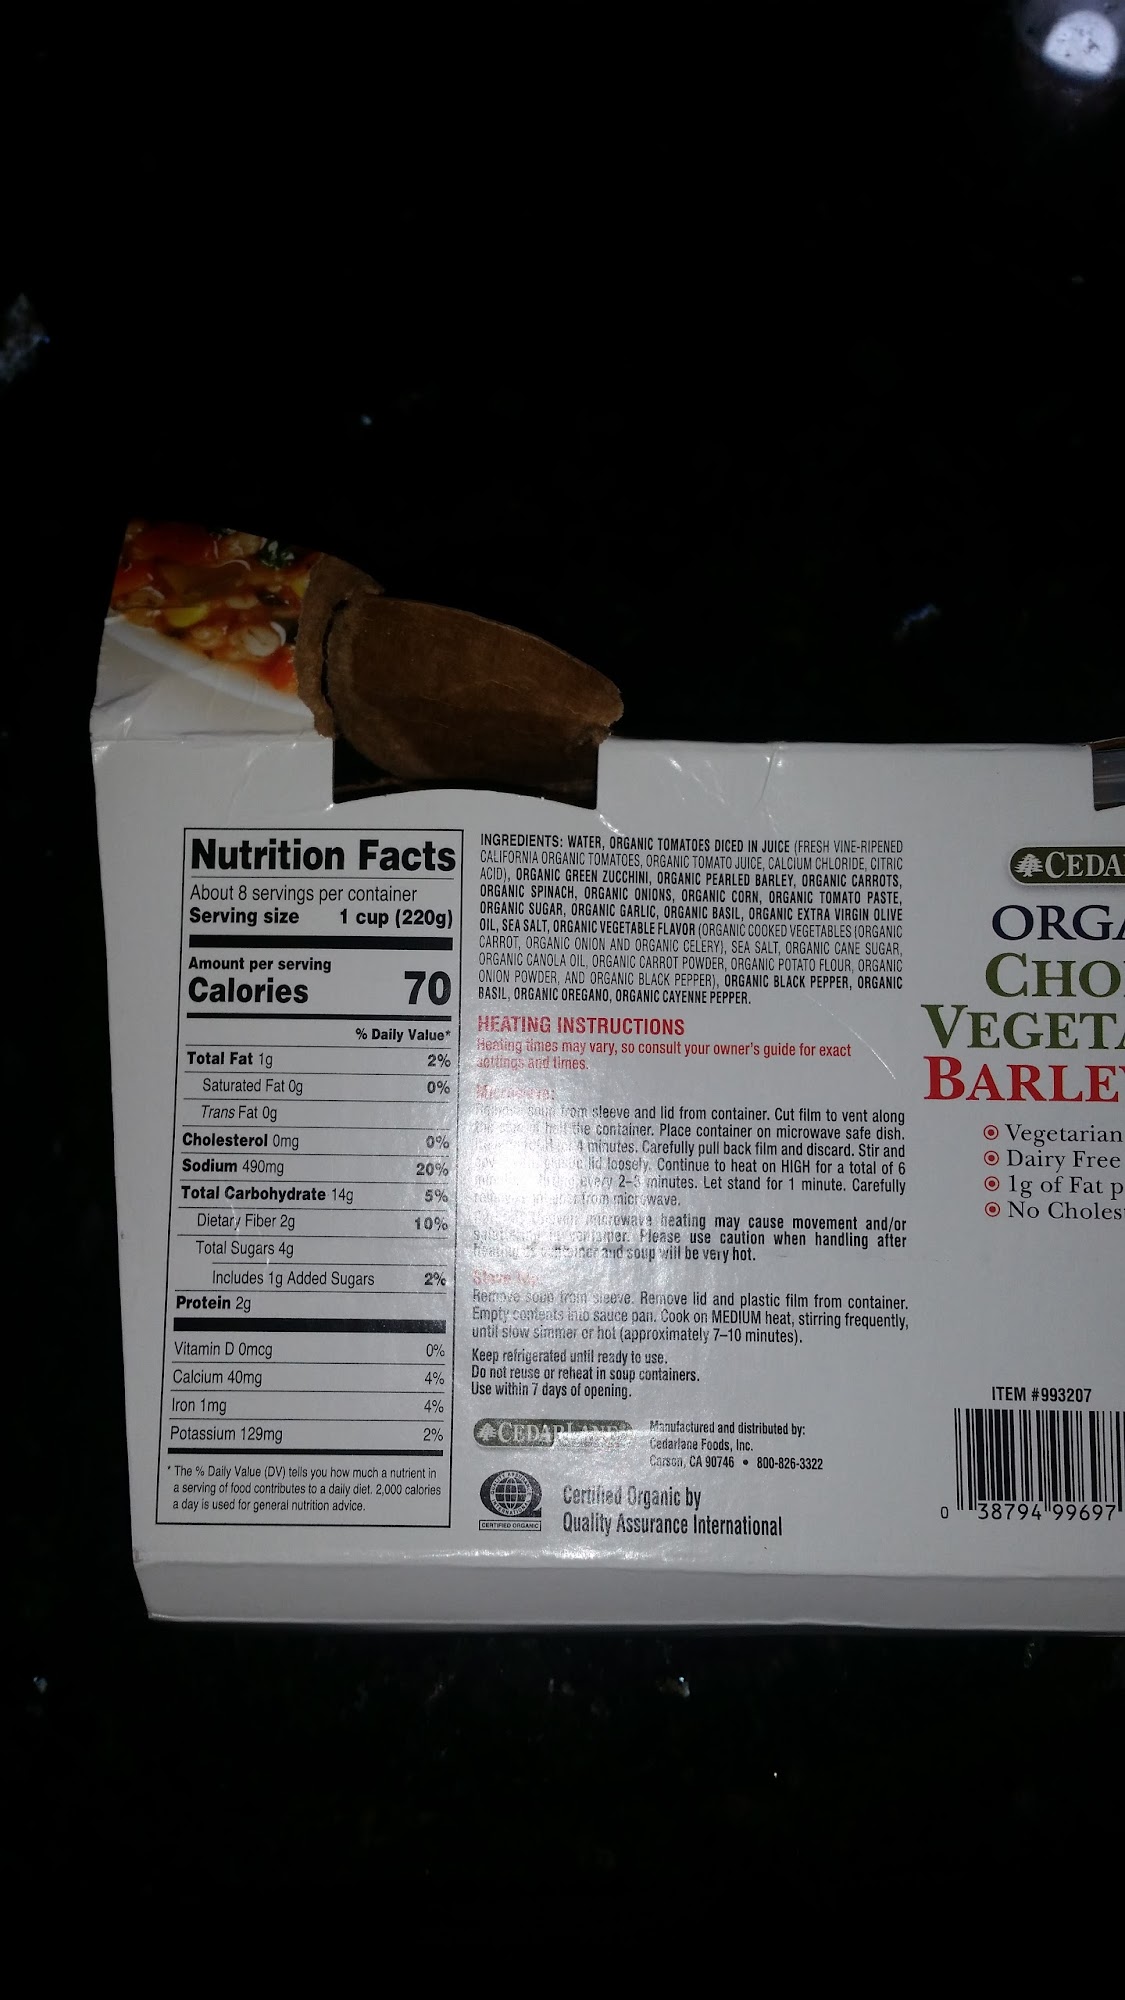 Nutrition Facts
About 8 servings per container
Serving size 1 cup (220g)
Amount per serving
Calories 70
% Daily Value*
Total Fat 1g 2%
Saturated Fat 0g 0%
Trans Fat 0g
Cholesterol 0mg 0%
Sodium 490mg 20%
Total Carbohydrate 14g 5%
Dietary Fiber 2g 10%
Total Sugars 4g
Includes 1g Added Sugars 2%
Protein 2g
Vitamin D 0mcg 0%
Calcium 40mg 4%
Iron 1mg 4%
Potassium 129mg 2%
* The % Daily Value (DV) tells you how much a nutrient in
a serving of food contributes to a daily diet. 2,000 calories
a day is used for general nutrition advice.
INGREDIENTS: WATER, ORGANIC TOMATOES DICED IN JUICE (FRESH VINE-RIPENED
CALIFORNIA ORGANIC TOMATOES, ORGANIC TOMATO JUICE, CALCIUM CHLORIDE, CITRIC
ACID), ORGANIC GREEN ZUCCHINI, ORGANIC PEARLED BARLEY, ORGANIC CARROTS,
ORGANIC SPINACH, ORGANIC ONIONS, ORGANIC CORN, ORGANIC TOMATO PASTE,
ORGANIC SUGAR, ORGANIC GARLIC, ORGANIC BASIL, ORGANIC EXTRA VIRGIN OLIVE
OIL, SEA SALT, ORGANIC VEGETABLE FLAVOR (ORGANIC COOKED VEGETABLES (ORGANIC
CARROT, ORGANIC ONION AND ORGANIC CELERY), SEA SALT, ORGANIC CANE SUGAR,
ORGANIC CANOLA OIL, ORGANIC CARROT POWDER, ORGANIC POTATO FLOUR, ORGANIC
ONION POWDER, AND ORGANIC BLACK PEPPER), ORGANIC BLACK PEPPER, ORGANIC
BASIL, ORGANIC OREGANO, ORGANIC CAYENNE PEPPER.
HEATING INSTRUCTIONS
Heating times may vary, so consult your owner's guide for exact
settings and times.
Microwave:
soup from sleeve and lid from container. Cut film to vent along
the container. Place container on microwave safe dish.
4 minutes. Carefully pull back film and discard. Stir and
lid loosely. Continue to heat on HIGH for a total of 6
every 2-3 minutes. Let stand for 1 minute. Carefully
from microwave.
microwave heating may cause movement and/or
container. Please use caution when handling after
heating as container and soup will be very hot.
Stove
Remove soup from sleeve. Remove lid and plastic film from container.
Empty contents into sauce pan. Cook on MEDIUM heat, stirring frequently,
until slow simmer or hot (approximately 7–10 minutes).
Keep refrigerated until ready to use.
Do not reuse or reheat in soup containers.
Use within 7 days of opening.
CEDARLANE
Manufactured and distributed by:
Cedarlane Foods, Inc.
Carson, CA 90746 • 800-826-3322
CERTIFIED ORGANIC
Certified Organic by
Quality Assurance International
CEDA
ORGA
CHO
VEGETA
BARLEY
Vegetarian
Dairy Free
1g of Fat p
No Choles
ITEM #993207
0 38794 99697